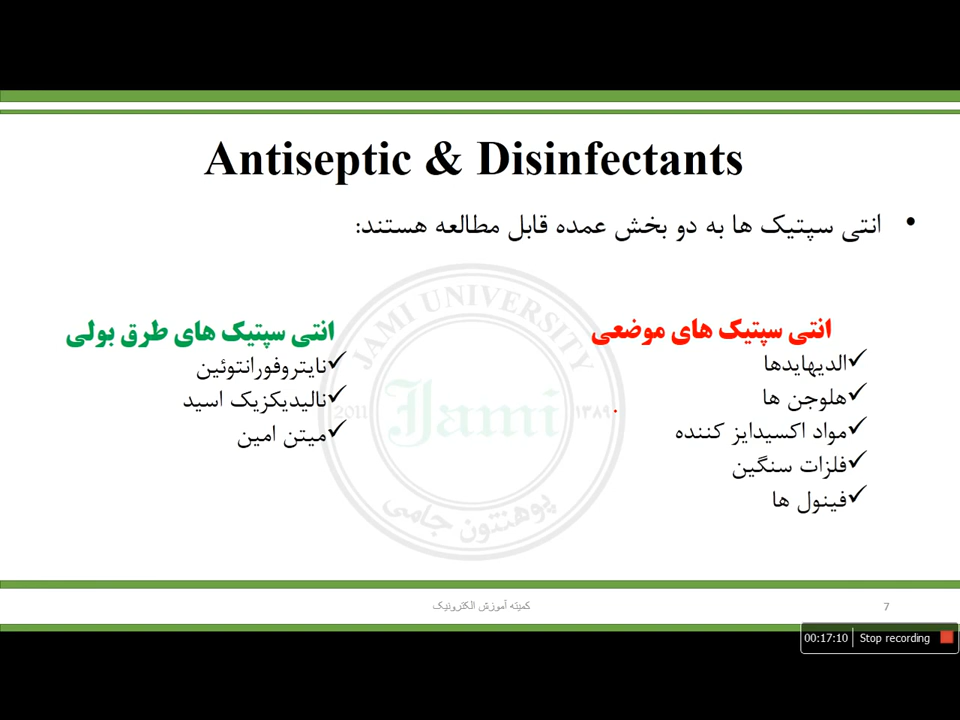 Antiseptic & Disinfectants
• انتی سپتیک ها به دو بخش عمده قابل مطالعه هستند:
انتی سپتیک های موضعی
✓الدیهایدها
✓هلوجن ها
✓مواد اکسیدایز کننده
✓فلزات سنگین
✓فینول ها
انتی سپتیک های طرق بولی
✓نایتروفورانتوئین
✓نالیدیکزیک اسید
✓میتن امین
JAMI UNIVERSITY
2011
Jami
۱۳۸۹
پوهنتون جامی
کمیته آموزش الکترونیک
7
00:17:10 Stop recording